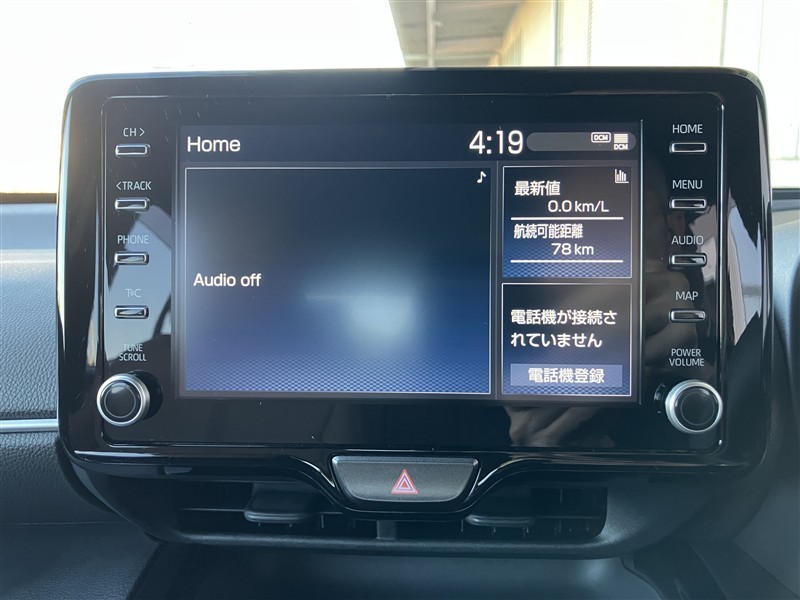 CH >
< TRACK
PHONE
T®C
TUNE
SCROLL
Home
4:19
DCM
DCM
Audio off
最新値
0.0 km/L
航続可能距離
78 km
電話機が接続さ
れていません
電話機登録
HOME
MENU
AUDIO
MAP
POWER
VOLUME